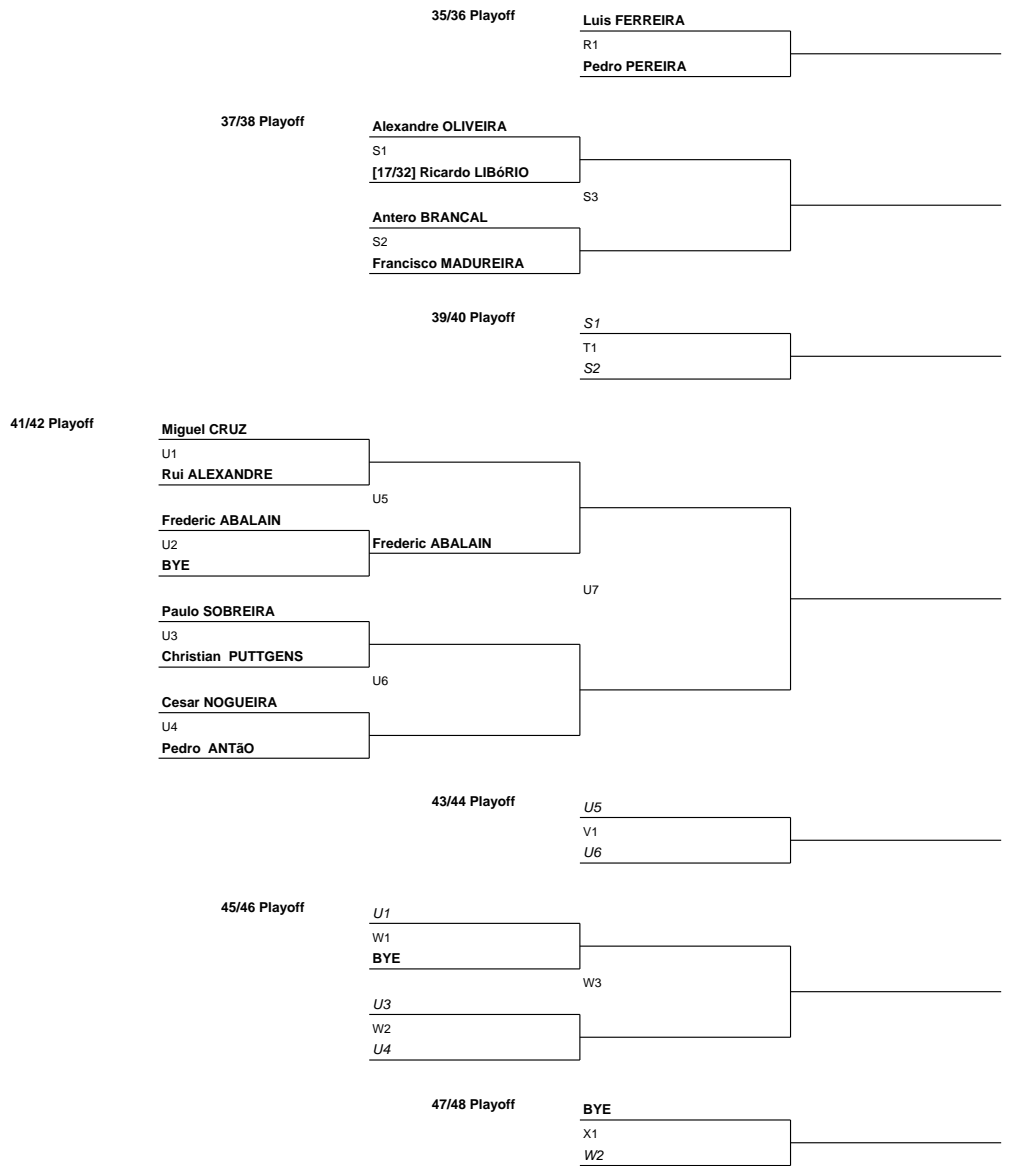 35/36 Playoff
Luis FERREIRA
R1
Pedro PEREIRA
37/38 Playoff
Alexandre OLIVEIRA
S1
[17/32] Ricardo LIBóRIO
S3
Antero BRANCAL
S2
Francisco MADUREIRA
39/40 Playoff
S1
T1
S2
41/42 Playoff
Miguel CRUZ
U1
Rui ALEXANDRE
U5
Frederic ABALAIN
U2
Frederic ABALAIN
BYE
U7
Paulo SOBREIRA
U3
Christian  PUTTGENS
U6
Cesar NOGUEIRA
U4
Pedro  ANTãO
43/44 Playoff
U5
V1
U6
45/46 Playoff
U1
W1
BYE
W3
U3
W2
U4
47/48 Playoff
BYE
X1
W2